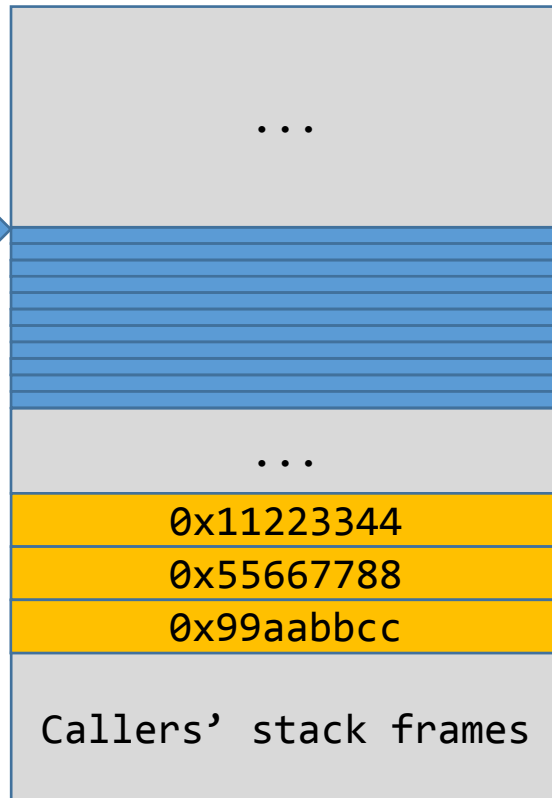 ...
...
0x11223344
0x55667788
0x99aabbcc
Callers’ stack frames